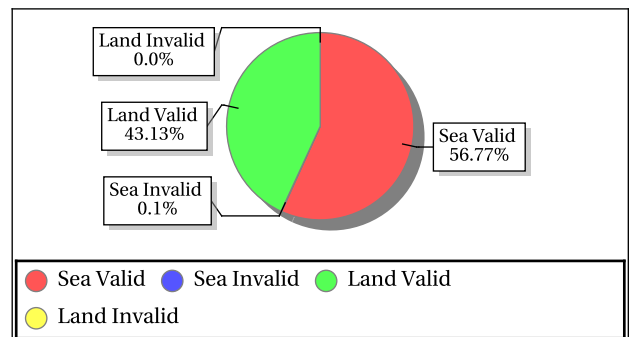 Land Invalid
0.0%
Land Valid
43.13%
Sea Valid
56.77%
Sea Invalid
0.1%
Sea Valid Sea Invalid Land Valid
Land Invalid